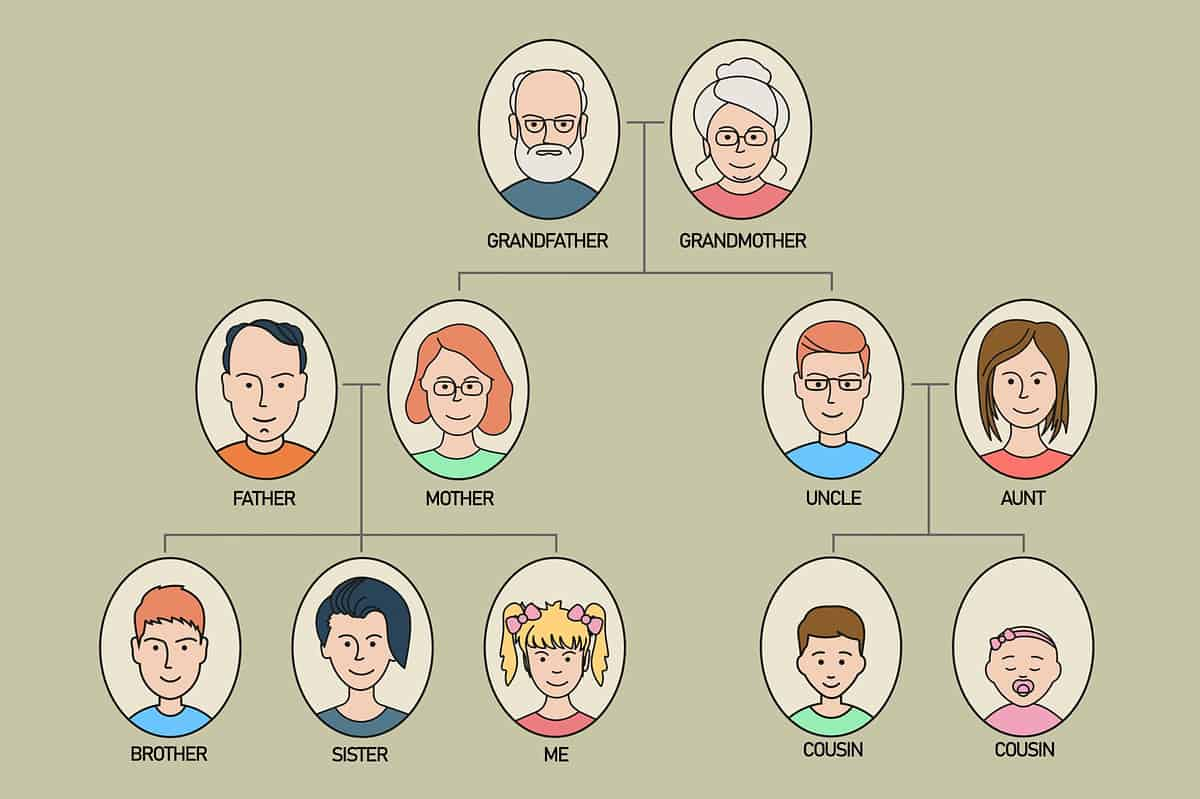 GRANDFATHER
GRANDMOTHER
FATHER
MOTHER
UNCLE
AUNT
BROTHER
SISTER
ME
COUSIN
COUSIN